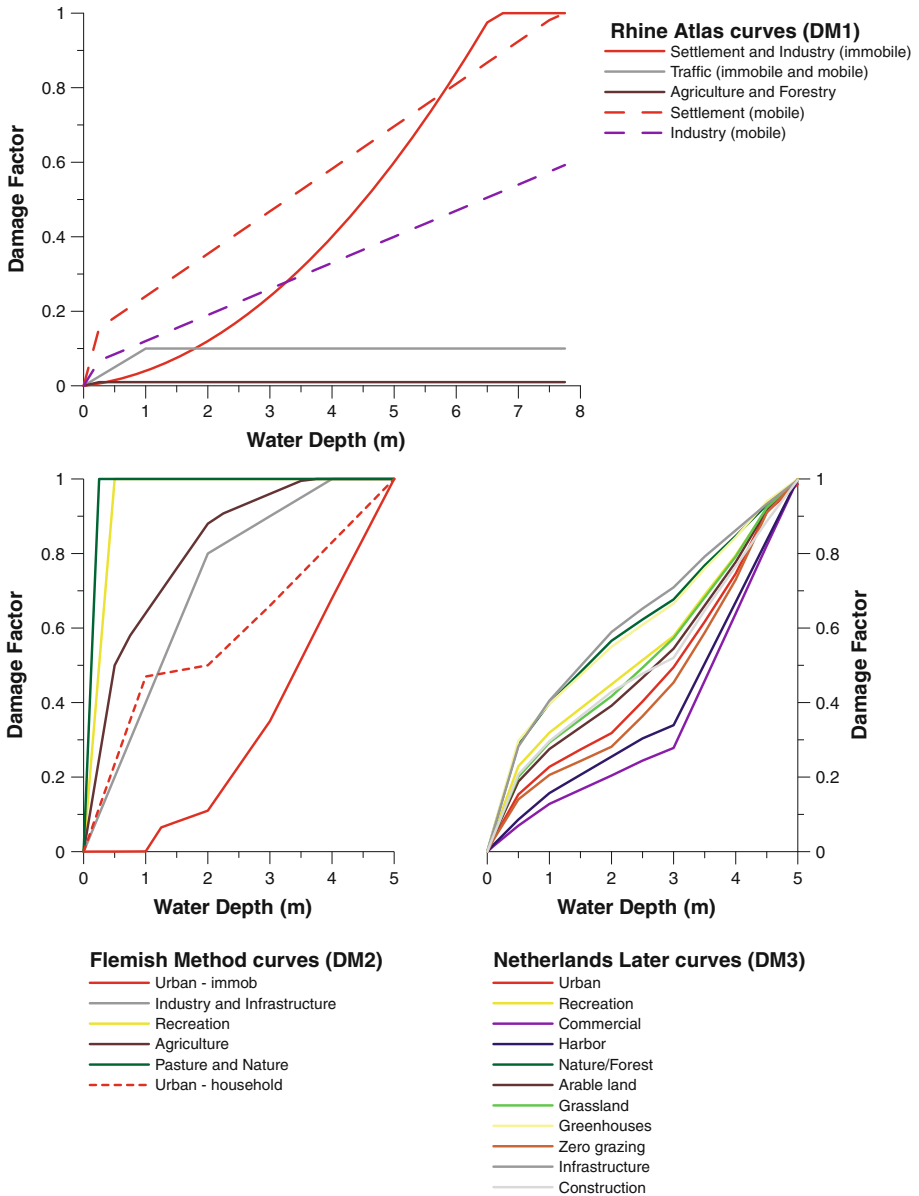 1
0.8
0.6
0.4
0.2
0
Damage Factor
0 1 2 3 4 5 6 7 8
Water Depth (m)
Rhine Atlas curves (DM1)
Settlement and Industry (immobile)
Traffic (immobile and mobile)
Agriculture and Forestry
Settlement (mobile)
Industry (mobile)
1
0.8
0.6
0.4
0.2
0
Damage Factor
0 1 2 3 4 5
Water Depth (m)
1
0.8
0.6
0.4
0.2
0
Damage Factor
0 1 2 3 4 5
Water Depth (m)
Flemish Method curves (DM2)
Urban - immob
Industry and Infrastructure
Recreation
Agriculture
Pasture and Nature
Urban - household
Netherlands Later curves (DM3)
Urban
Recreation
Commercial
Harbor
Nature/Forest
Arable land
Grassland
Greenhouses
Zero grazing
Infrastructure
Construction